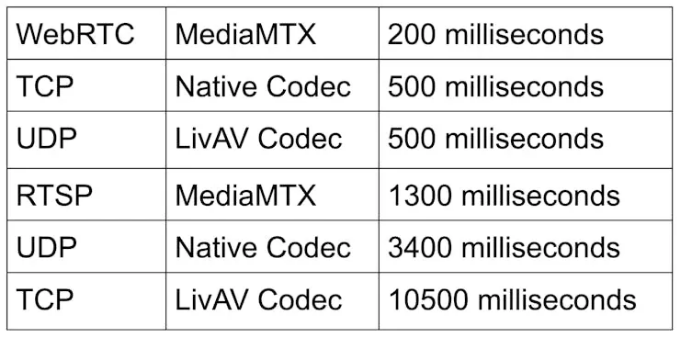 WebRTC MediaMTX 200 milliseconds
TCP Native Codec 500 milliseconds
UDP LivAV Codec 500 milliseconds
RTSP MediaMTX 1300 milliseconds
UDP Native Codec 3400 milliseconds
TCP LivAV Codec 10500 milliseconds